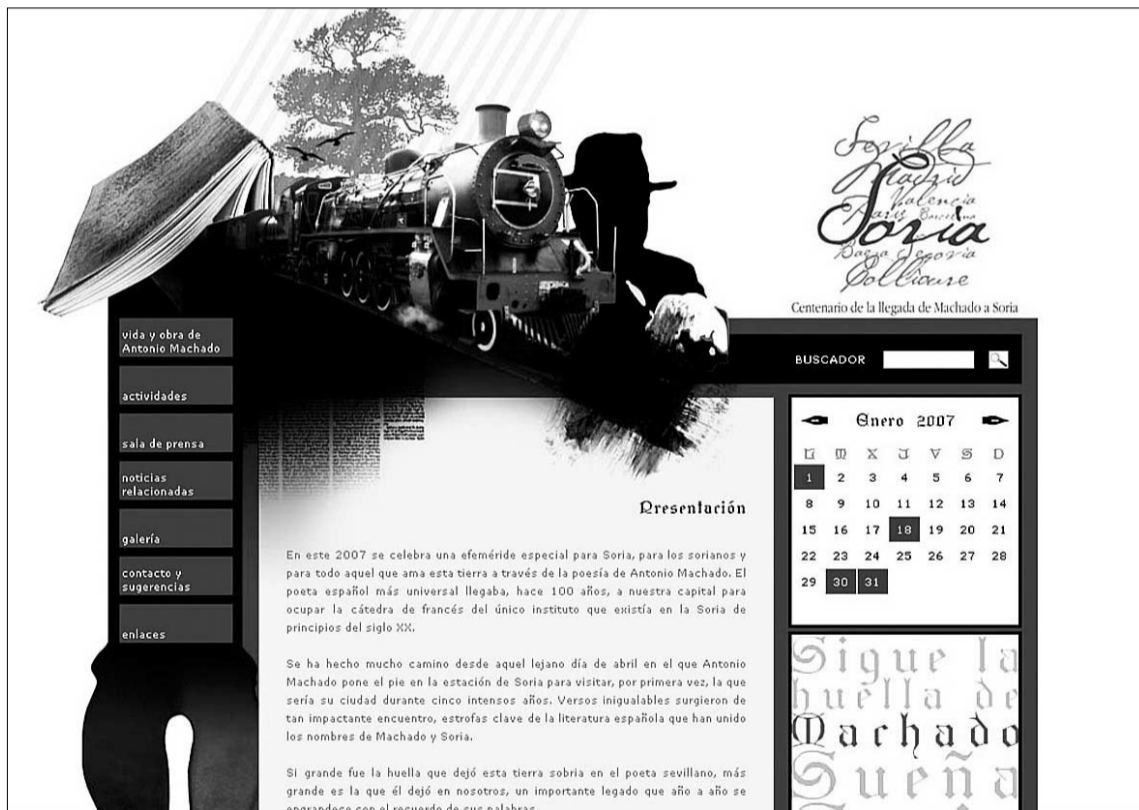 Sevilla
Madrid
Valencia
París Barcelona
Soria
Baeza Segovia
Collioure
Centenario de la llegada de Machado a Soria
vida y obra de
Antonio Machado
actividades
sala de prensa
noticias
relacionadas
galería
contacto y
sugerencias
enlaces
BUSCADOR
Presentación
En este 2007 se celebra una efeméride especial para Soria, para los sorianos y
para todo aquel que ama esta tierra a través de la poesía de Antonio Machado. El
poeta español más universal llegaba, hace 100 años, a nuestra capital para
ocupar la cátedra de francés del único instituto que existía en la Soria de
principios del siglo XX.
Se ha hecho mucho camino desde aquel lejano día de abril en el que Antonio
Machado pone el pie en la estación de Soria para visitar, por primera vez, la que
sería su ciudad durante cinco intensos años. Versos inigualables surgieron de
tan impactante encuentro, estrofas clave de la literatura española que han unido
los nombres de Machado y Soria.
Si grande fue la huella que dejó esta tierra sobria en el poeta sevillano, más
grande es la que él dejó en nosotros, un importante legado que año a año se
engrandece con el recuerdo de sus palabras.
Enero 2007
L M X J V S D
1 2 3 4 5 6 7
8 9 10 11 12 13 14
15 16 17 18 19 20 21
22 23 24 25 26 27 28
29 30 31
Sigue la
huella de
Machado
Sueña